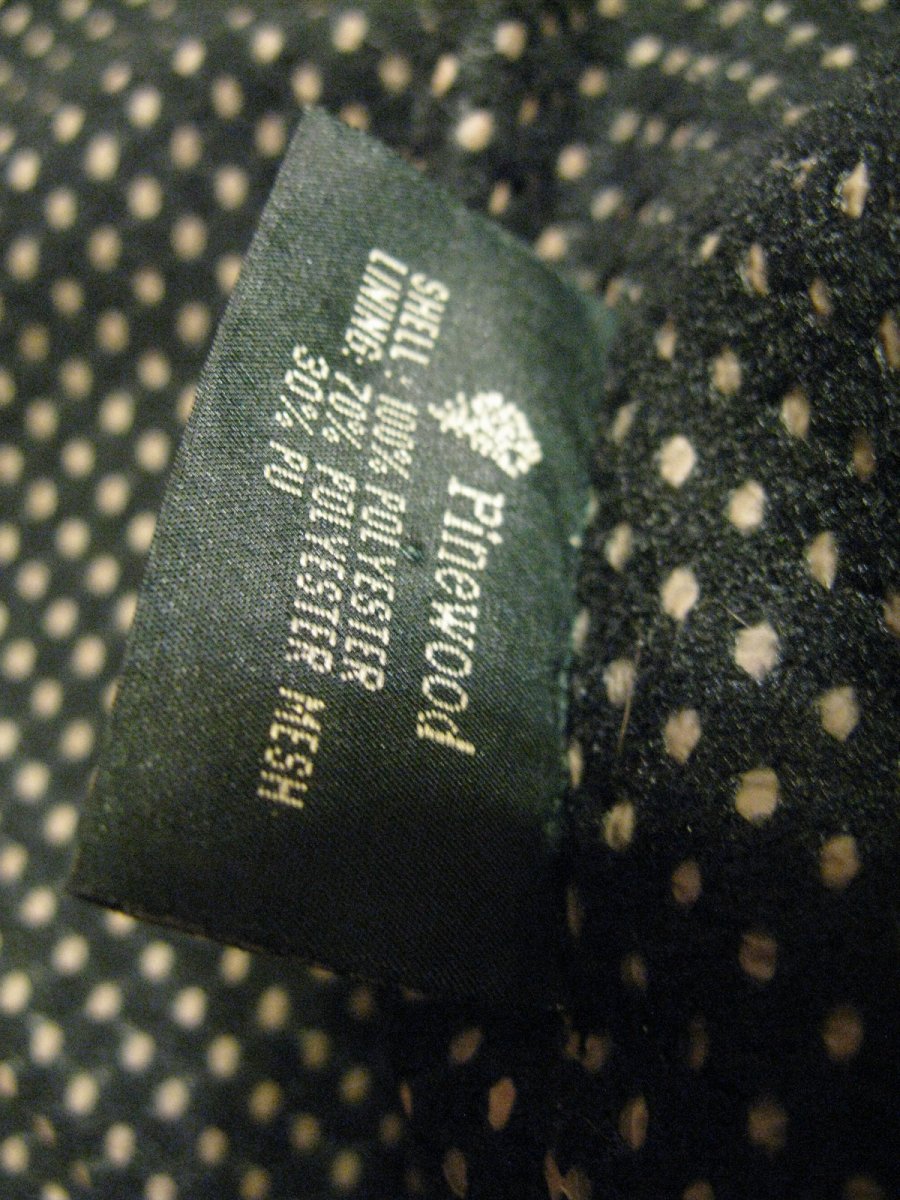 Pinewood
SHELL: 100% POLYESTER
LINING: 70% POLYESTER MESH
30% PU